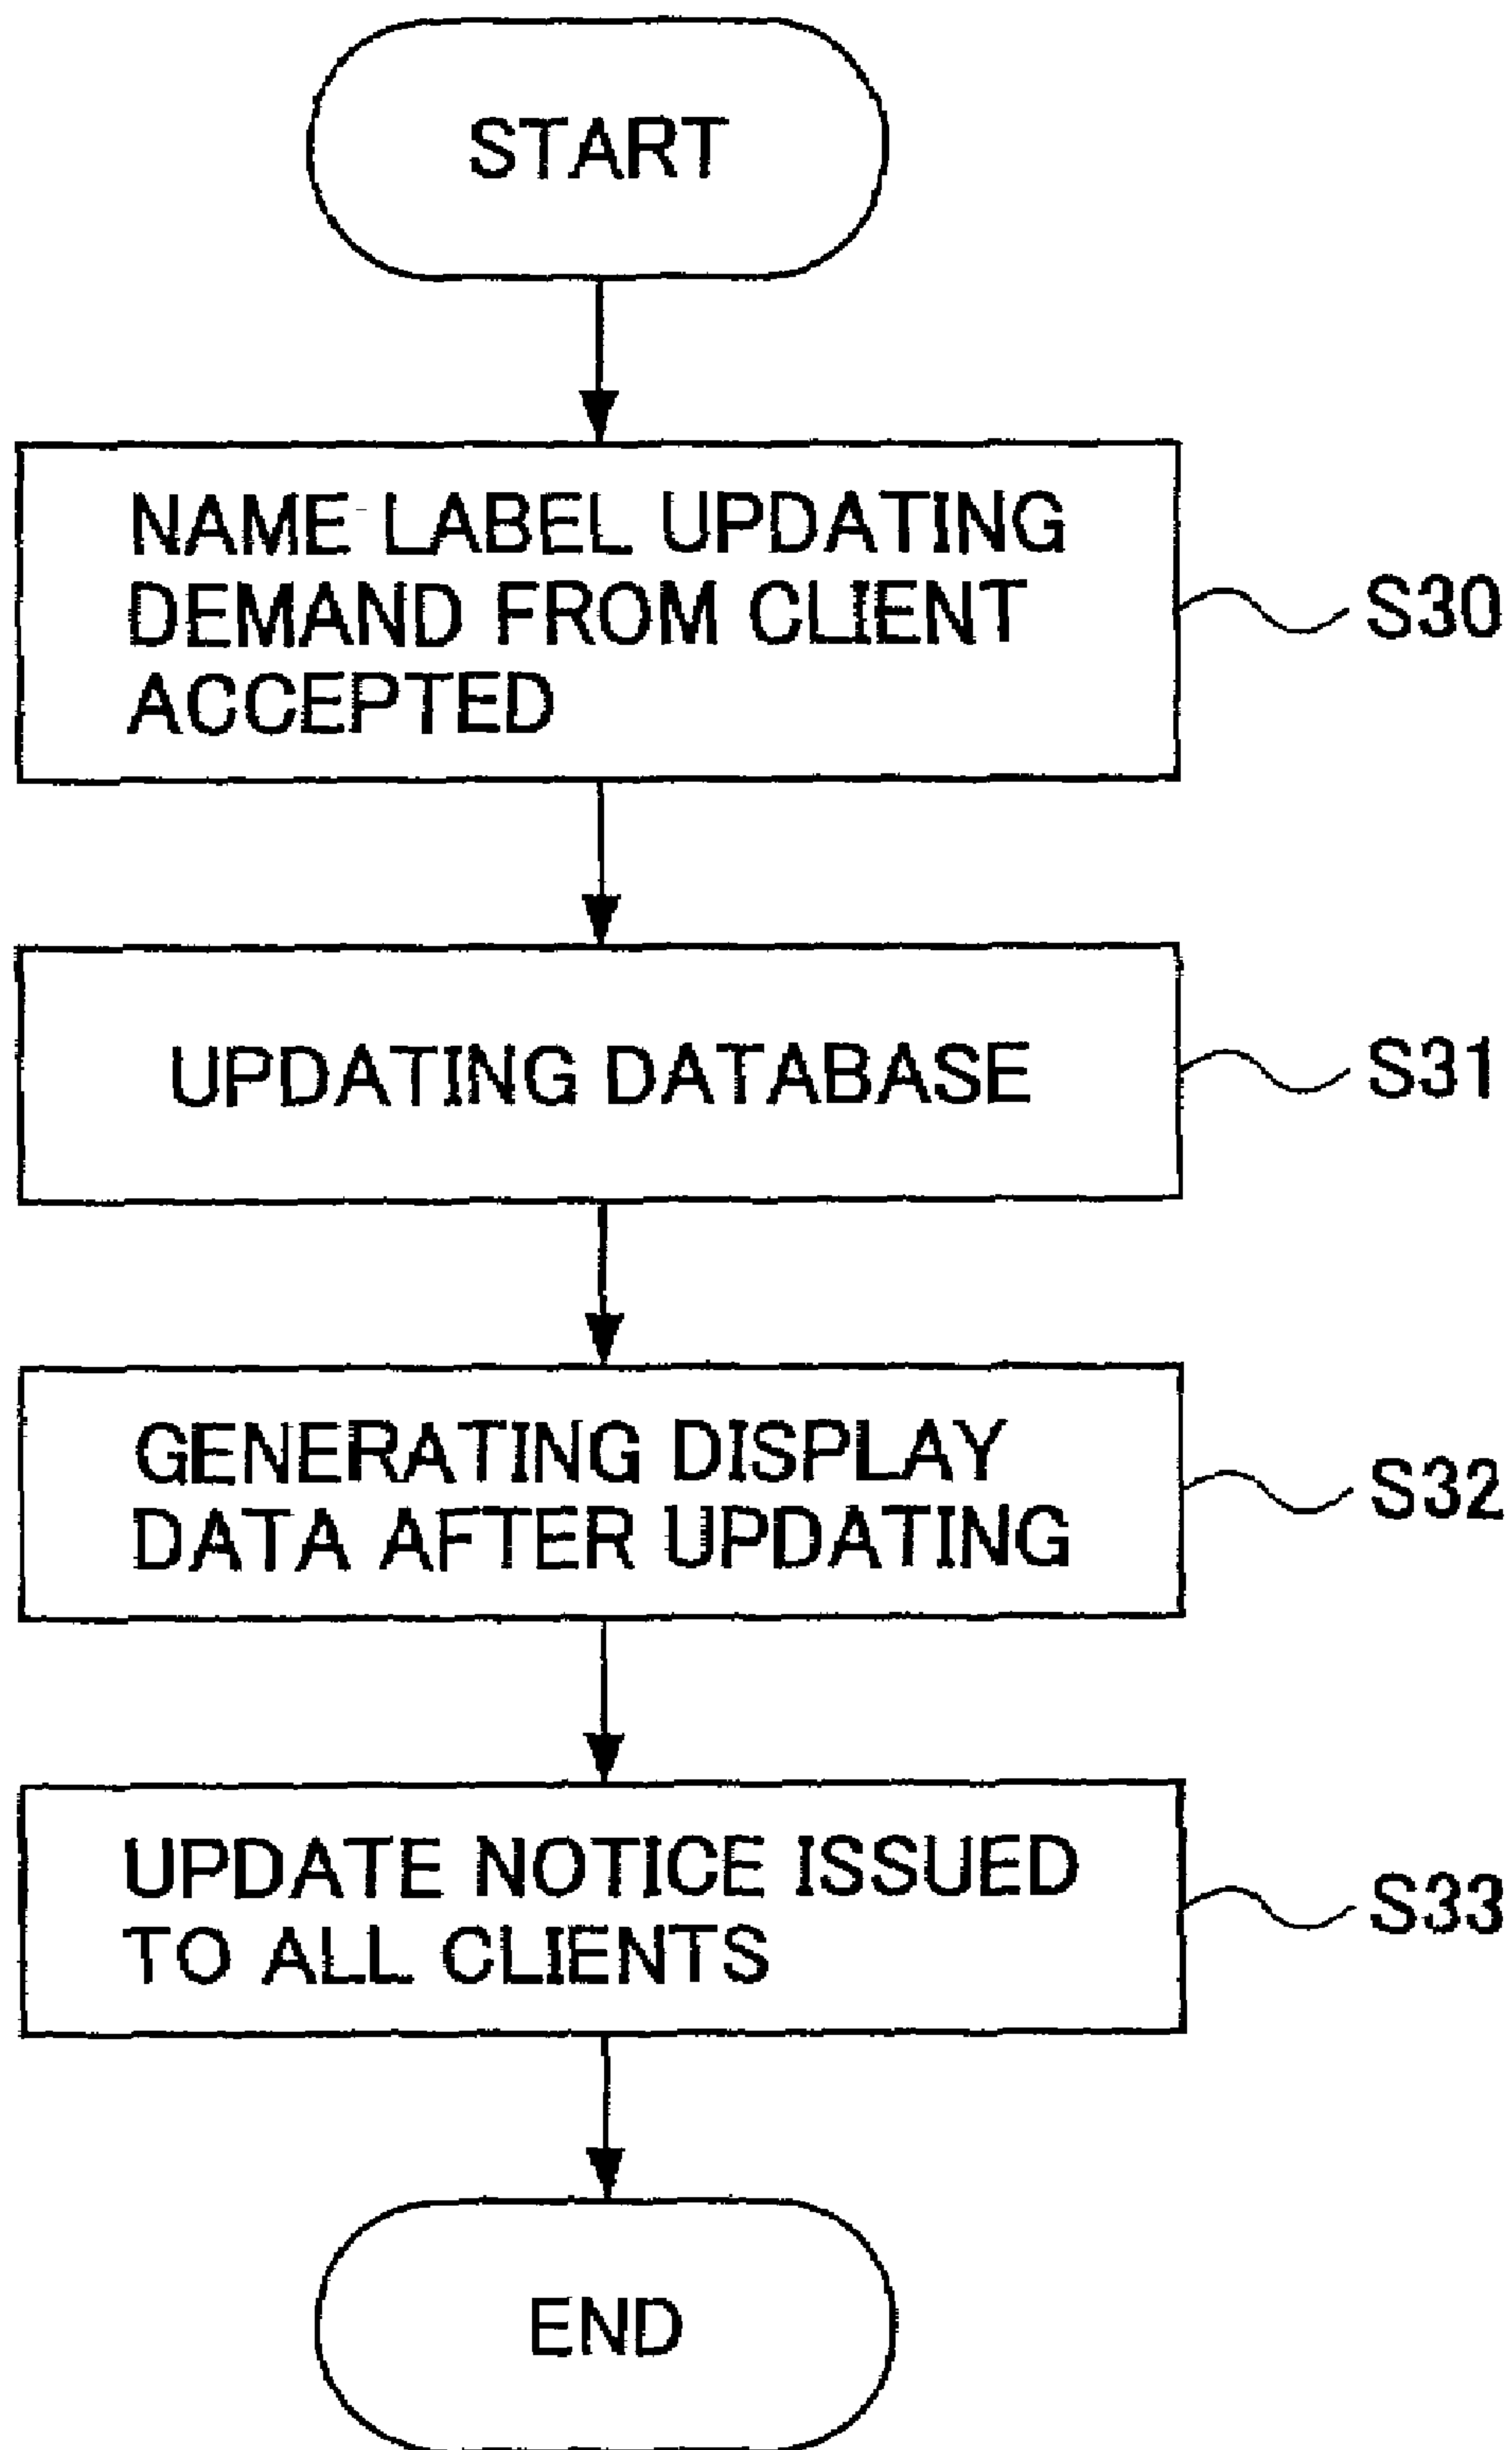 START
NAME LABEL UPDATING
DEMAND FROM CLIENT
ACCEPTED
S30
UPDATING DATABASE
S31
GENERATING DISPLAY
DATA AFTER UPDATING
S32
UPDATE NOTICE ISSUED
TO ALL CLIENTS
S33
END